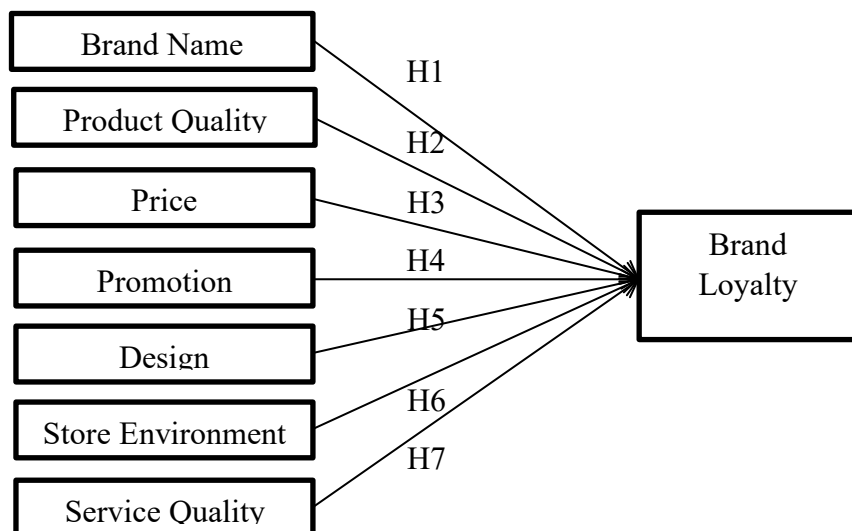 Brand Name
H1
Product Quality
H2
Price
H3
Promotion
H4
Brand
Loyalty
Design
H5
Store Environment
H6
H7
Service Quality